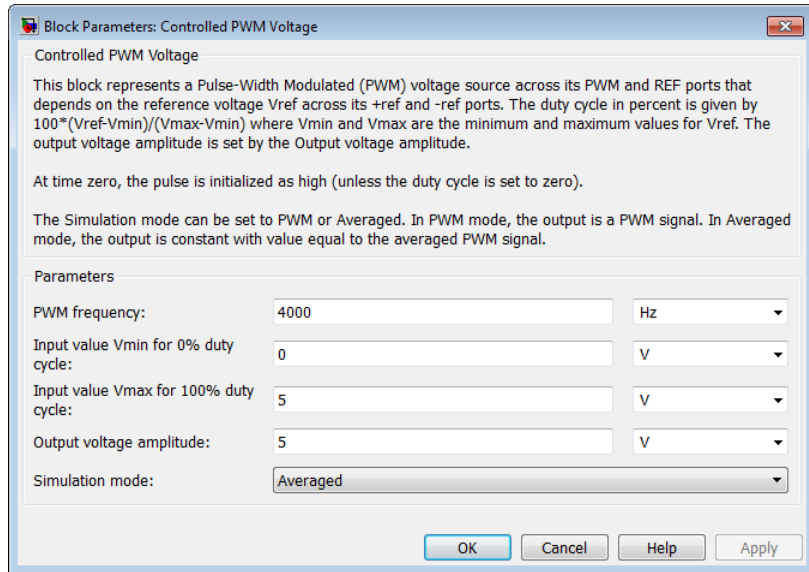 Block Parameters: Controlled PWM Voltage
Controlled PWM Voltage
This block represents a Pulse-Width Modulated (PWM) voltage source across its PWM and REF ports that
depends on the reference voltage Vref across its +ref and -ref ports. The duty cycle in percent is given by
100*(Vref-Vmin)/(Vmax-Vmin) where Vmin and Vmax are the minimum and maximum values for Vref. The
output voltage amplitude is set by the Output voltage amplitude.
At time zero, the pulse is initialized as high (unless the duty cycle is set to zero).
The Simulation mode can be set to PWM or Averaged. In PWM mode, the output is a PWM signal. In Averaged
mode, the output is constant with value equal to the averaged PWM signal.
Parameters
PWM frequency: 4000 Hz
Input value Vmin for 0% duty
cycle: 0 V
Input value Vmax for 100% duty
cycle: 5 V
Output voltage amplitude: 5 V
Simulation mode: Averaged
OK Cancel Help Apply